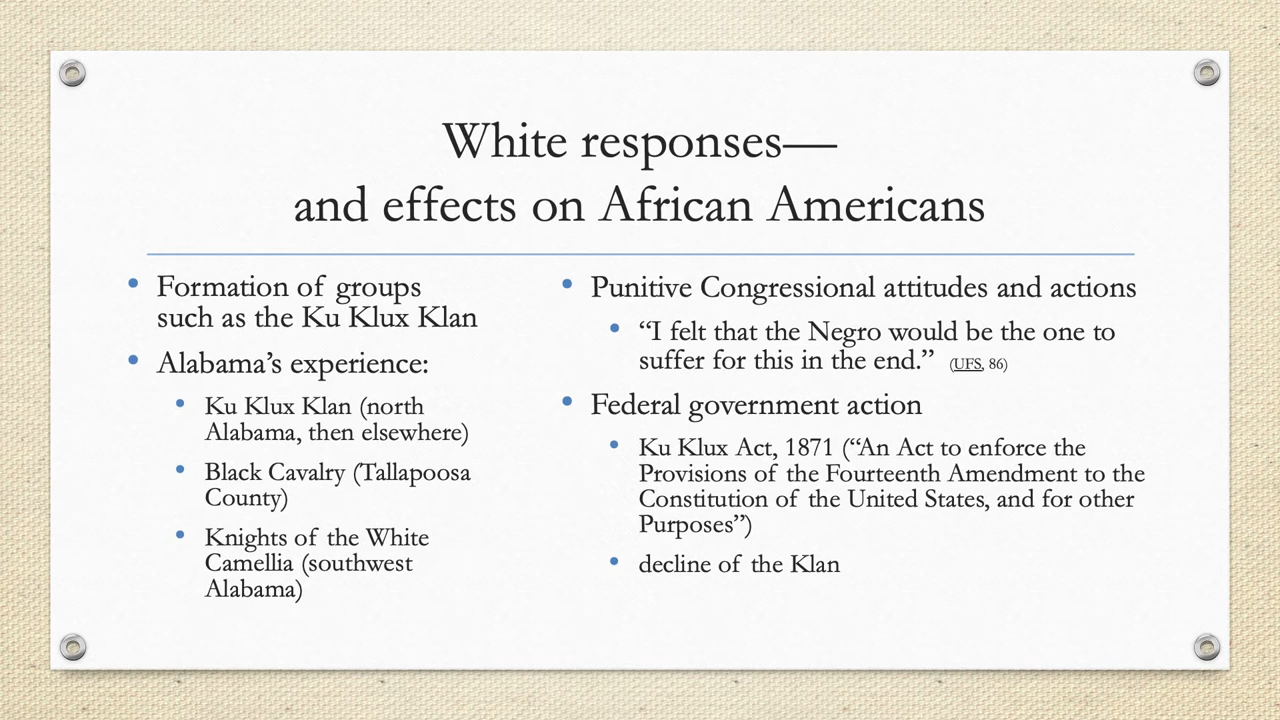 White responses—
and effects on African Americans
• Formation of groups
such as the Ku Klux Klan
• Alabama’s experience:
• Ku Klux Klan (north
Alabama, then elsewhere)
• Black Cavalry (Tallapoosa
County)
• Knights of the White
Camellia (southwest
Alabama)
• Punitive Congressional attitudes and actions
• “I felt that the Negro would be the one to
suffer for this in the end.” (UFS, 86)
• Federal government action
• Ku Klux Act, 1871 (“An Act to enforce the
Provisions of the Fourteenth Amendment to the
Constitution of the United States, and for other
Purposes”)
• decline of the Klan